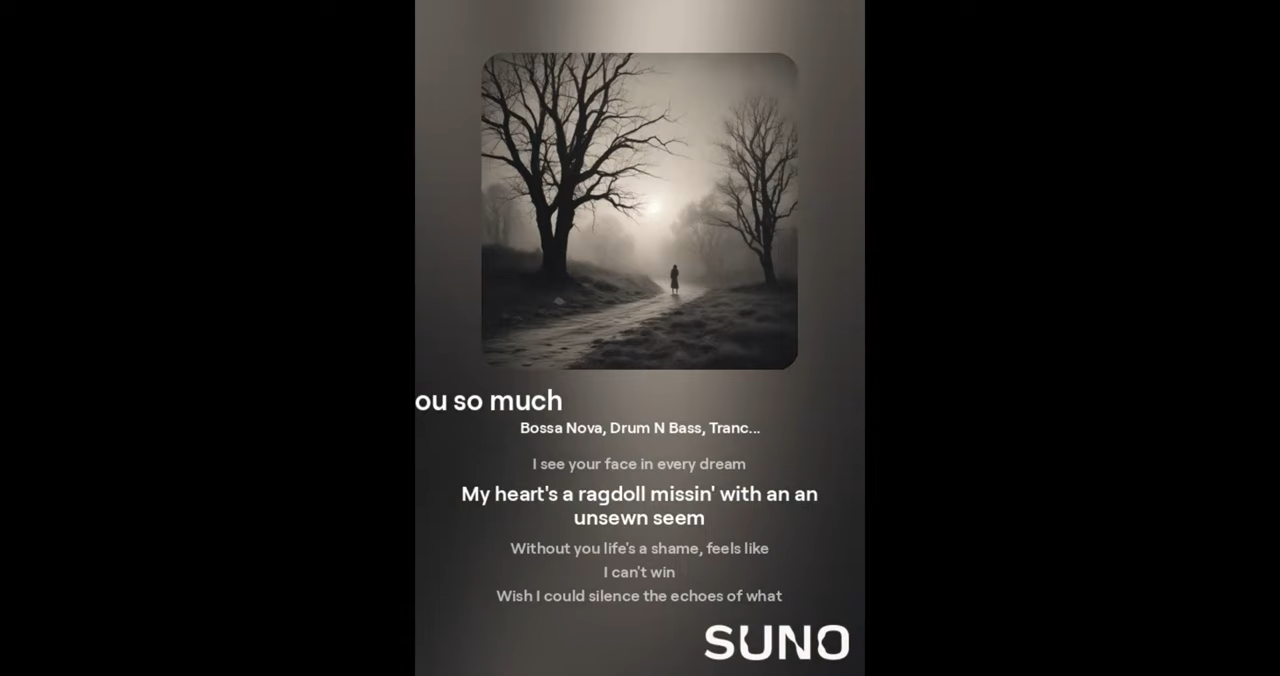 ou so much
Bossa Nova, Drum N Bass, Tranc...
I see your face in every dream
My heart's a ragdoll missin' with an an
unsewn seem
Without you life's a shame, feels like
I can't win
Wish I could silence the echoes of what
SUNO